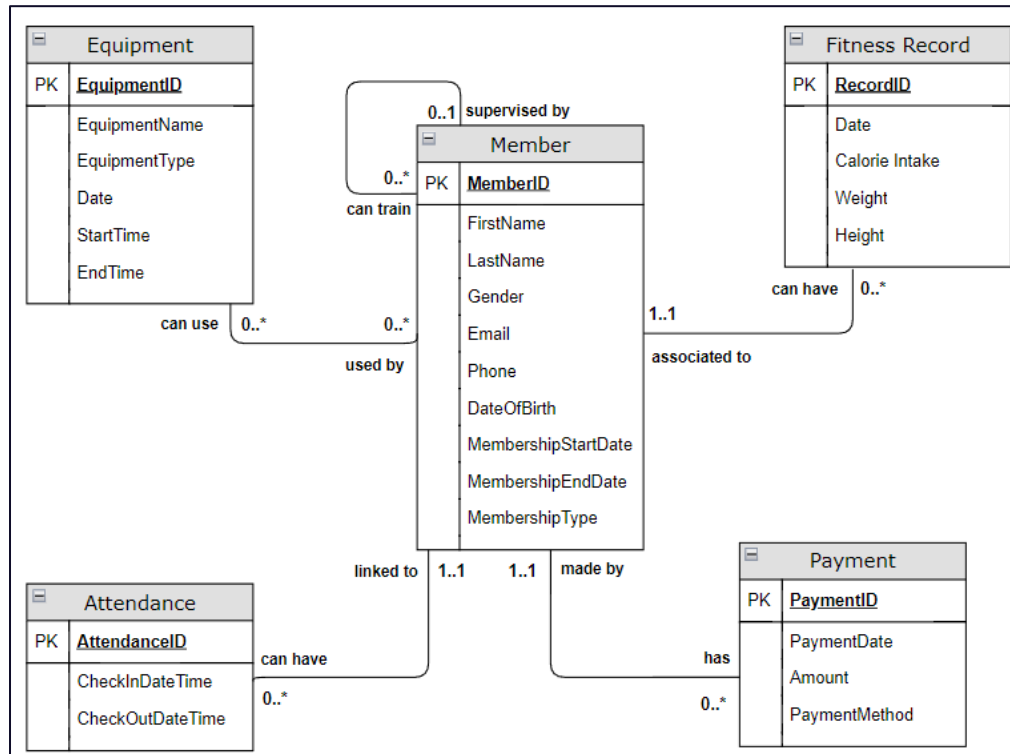 Equipment
PK EquipmentID
EquipmentName
EquipmentType
Date
StartTime
EndTime
can use 0..*
0..*
used by
0..1 supervised by
0..*
can train
Member
PK MemberID
FirstName
LastName
Gender
Email
Phone
DateOfBirth
MembershipStartDate
MembershipEndDate
MembershipType
Fitness Record
PK RecordID
Date
Calorie Intake
Weight
Height
can have 0..*
1..1
associated to
linked to 1..1
1..1 made by
Attendance
PK AttendanceID
CheckInDateTime
CheckOutDateTime
can have
0..*
has
0..*
Payment
PK PaymentID
PaymentDate
Amount
PaymentMethod